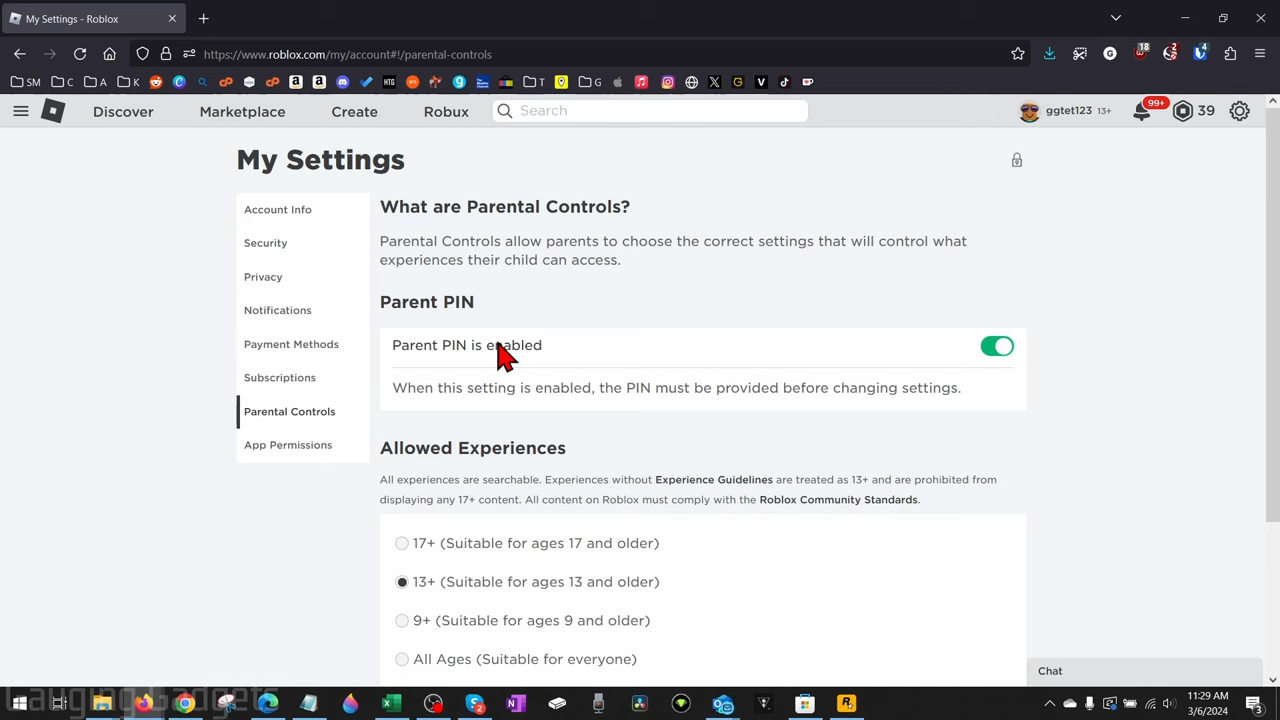 My Settings - Roblox
https://www.roblox.com/my/account#!/parental-controls
18
2
4
SM
C
A
K
T
G
Discover
Marketplace
Create
Robux
Search
ggtet123 13+
99+
39
My Settings
Account Info
Security
Privacy
Notifications
Payment Methods
Subscriptions
Parental Controls
App Permissions
What are Parental Controls?
Parental Controls allow parents to choose the correct settings that will control what
experiences their child can access.
Parent PIN
Parent PIN is enabled
When this setting is enabled, the PIN must be provided before changing settings.
Allowed Experiences
All experiences are searchable. Experiences without Experience Guidelines are treated as 13+ and are prohibited from
displaying any 17+ content. All content on Roblox must comply with the Roblox Community Standards.
17+ (Suitable for ages 17 and older)
13+ (Suitable for ages 13 and older)
9+ (Suitable for ages 9 and older)
All Ages (Suitable for everyone)
Chat
Gauging Gadgets
11:29 AM
3/6/2024
3